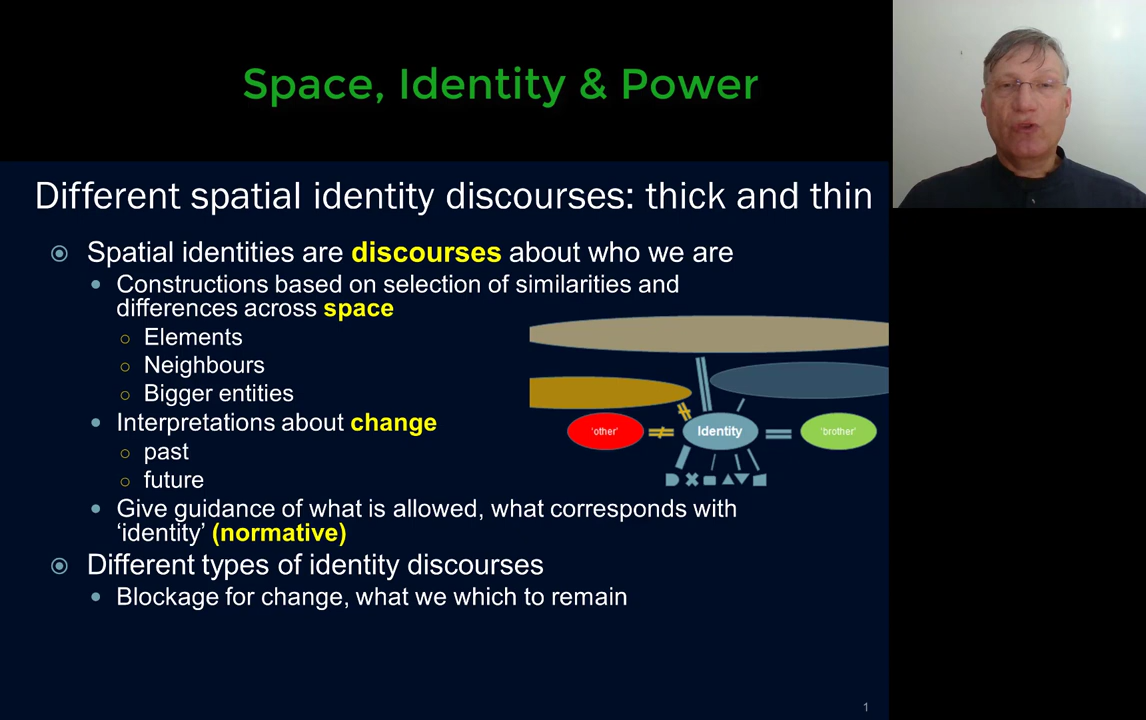 Space, Identity & Power
Different spatial identity discourses: thick and thin
Spatial identities are discourses about who we are
Constructions based on selection of similarities and
differences across space
Elements
Neighbours
Bigger entities
Interpretations about change
past
future
Give guidance of what is allowed, what corresponds with
‘identity’ (normative)
Different types of identity discourses
Blockage for change, what we which to remain
‘other’
Identity
‘brother’
1